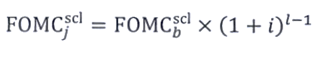 FOMC_j^scl = FOMC_b^scl × (1 + i)^{l−1}